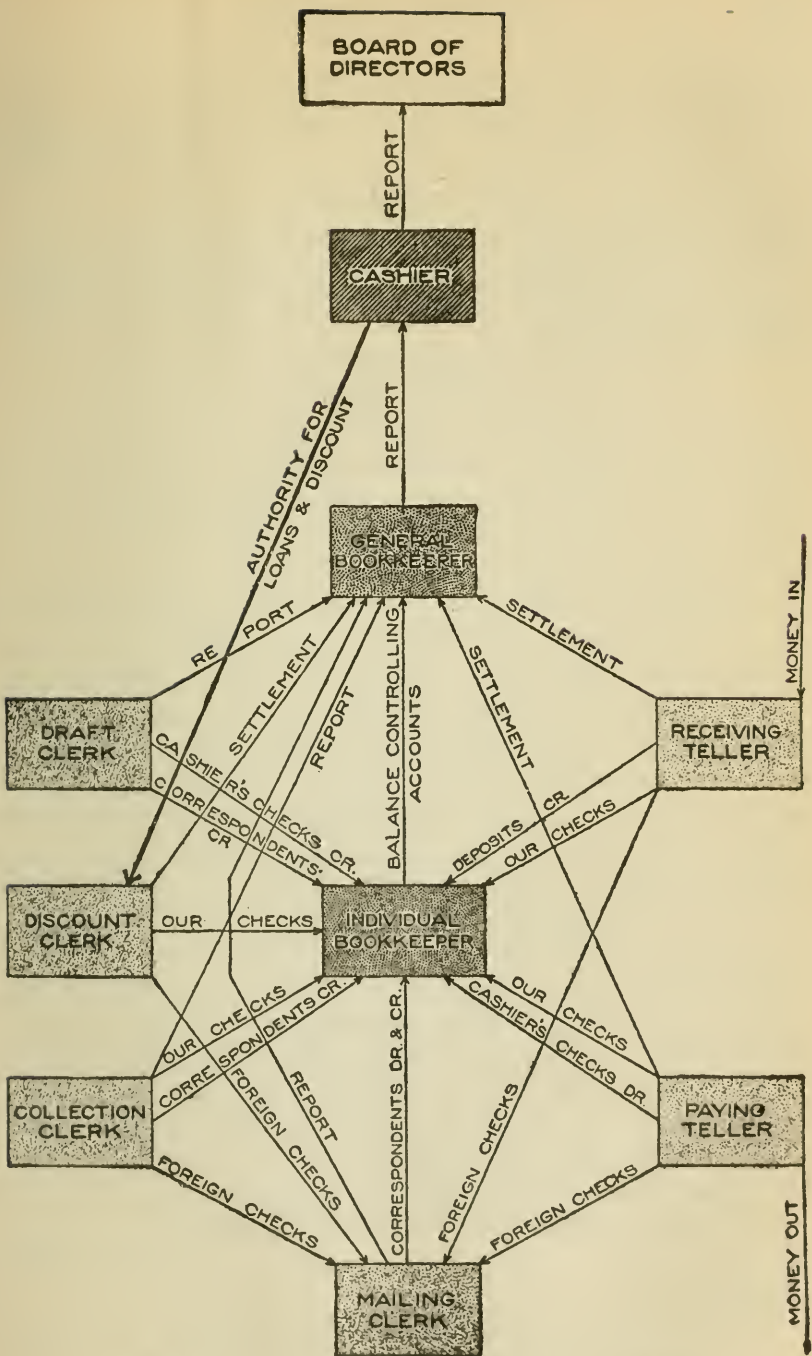 BOARD OF
DIRECTORS
REPORT
CASHIER
AUTHORITY FOR
LOANS & DISCOUNT
REPORT
GENERAL
BOOKKEEPER
MONEY IN
REPORT
SETTLEMENT
SETTLEMENT
REPORT
BALANCE CONTROLLING
ACCOUNTS
SETTLEMENT
DRAFT
CLERK
RECEIVING
TELLER
CASHIER'S CHECKS, CR.
CORRESPONDENTS'
CR
DEPOSITS CR.
OUR CHECKS
DISCOUNT
CLERK
OUR CHECKS
INDIVIDUAL
BOOKKEEPER
OUR CHECKS
CORRESPONDENTS CR.
OUR CHECKS
CASHIER'S
CHECKS DR
COLLECTION
CLERK
FOREIGN CHECKS
REPORT
CORRESPONDENTS DR. & CR.
FOREIGN CHECKS
PAYING
TELLER
FOREIGN CHECKS
FOREIGN CHECKS
MAILING
CLERK
MONEY OUT